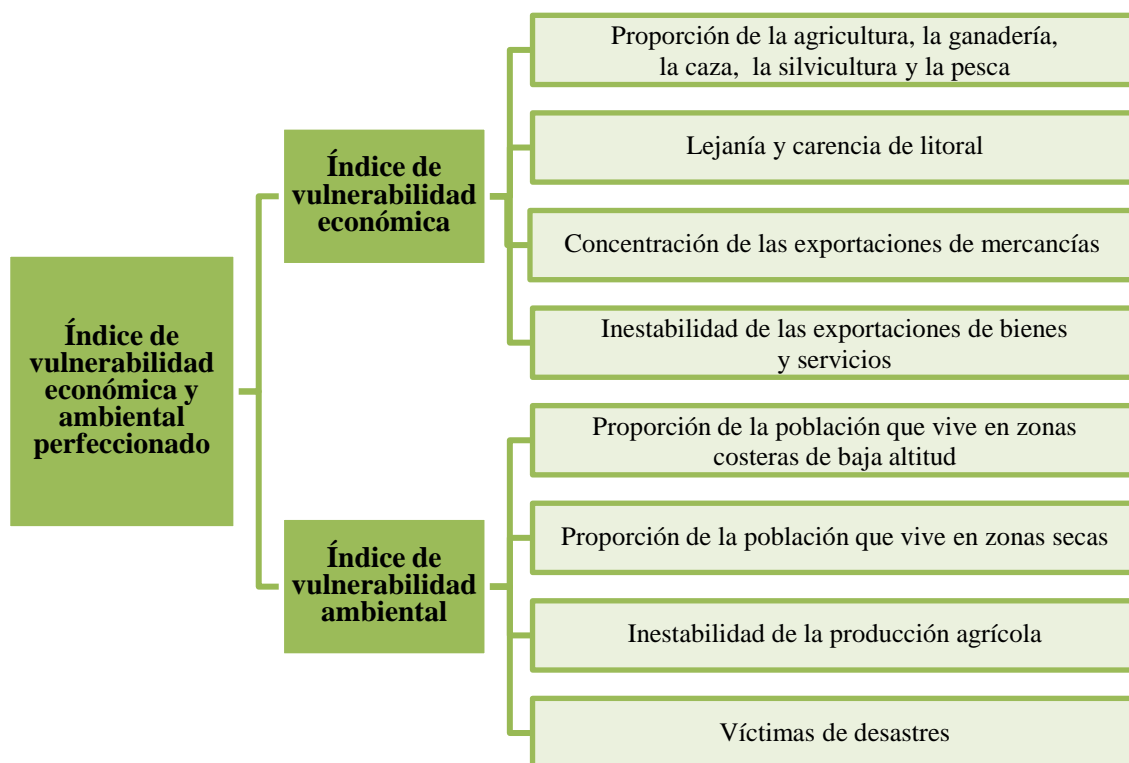 Índice de
vulnerabilidad
económica y
ambiental
perfeccionado
Índice de
vulnerabilidad
económica
Proporción de la agricultura, la ganadería,
la caza, la silvicultura y la pesca
Lejanía y carencia de litoral
Concentración de las exportaciones de mercancías
Inestabilidad de las exportaciones de bienes
y servicios
Índice de
vulnerabilidad
ambiental
Proporción de la población que vive en zonas
costeras de baja altitud
Proporción de la población que vive en zonas secas
Inestabilidad de la producción agrícola
Víctimas de desastres